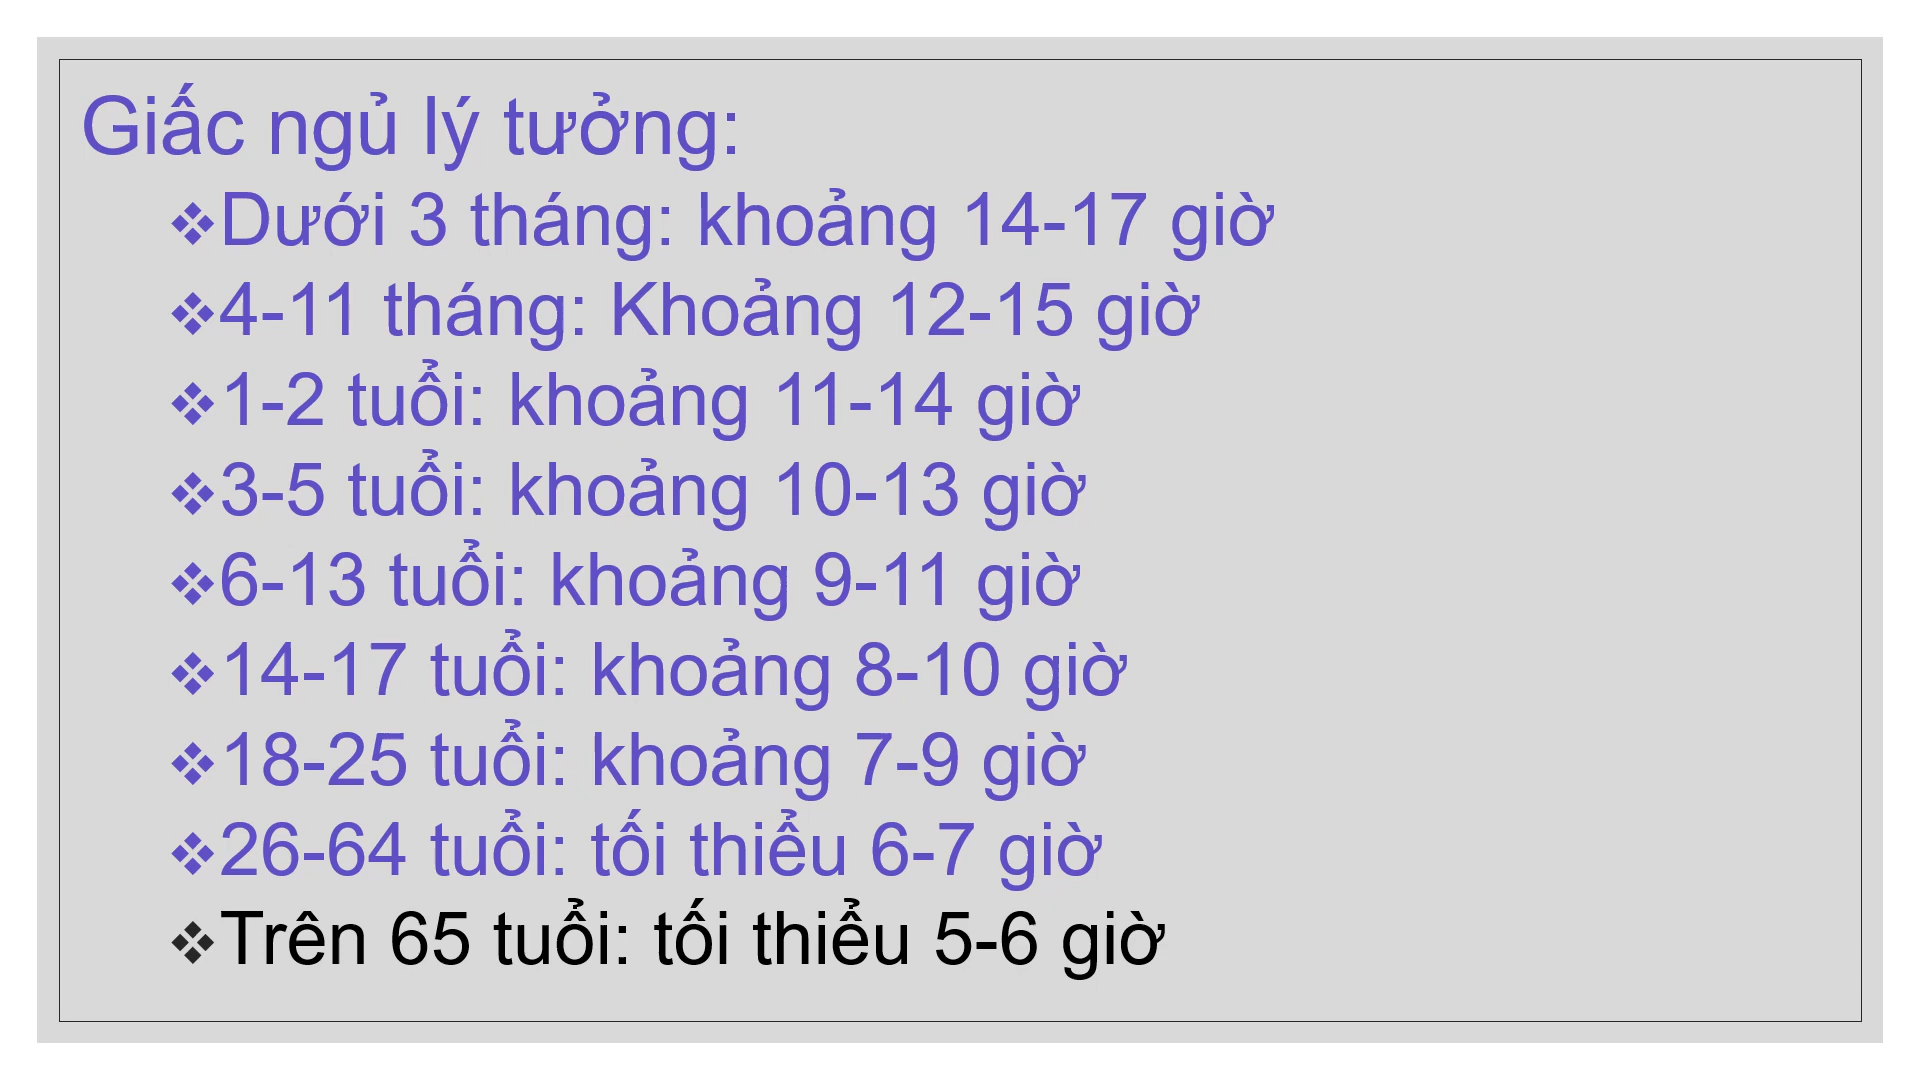 Giấc ngủ lý tưởng:
❖Dưới 3 tháng: khoảng 14-17 giờ
❖4-11 tháng: Khoảng 12-15 giờ
❖1-2 tuổi: khoảng 11-14 giờ
❖3-5 tuổi: khoảng 10-13 giờ
❖6-13 tuổi: khoảng 9-11 giờ
❖14-17 tuổi: khoảng 8-10 giờ
❖18-25 tuổi: khoảng 7-9 giờ
❖26-64 tuổi: tối thiểu 6-7 giờ
❖Trên 65 tuổi: tối thiểu 5-6 giờ